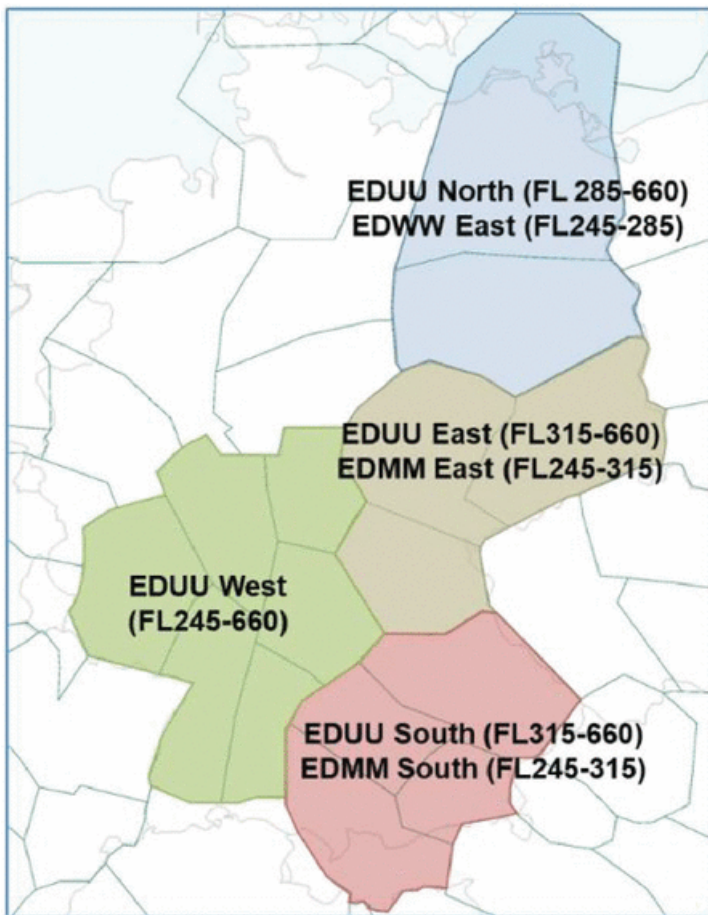 EDUU North (FL 285-660)
EDWW East (FL245-285)
EDUU East (FL315-660)
EDMM East (FL245-315)
EDUU West
(FL245-660)
EDUU South (FL315-660)
EDMM South (FL245-315)